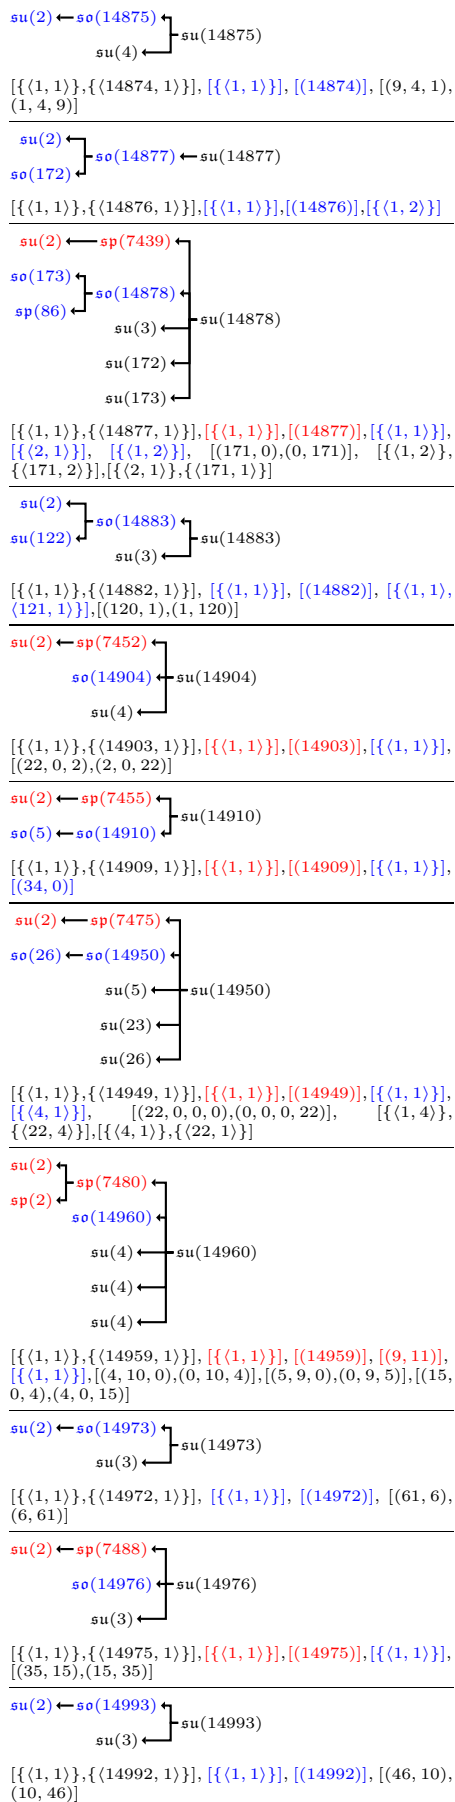 𝔰𝔲(2) 𝔰𝔬(14875)
𝔰𝔲(14875)
𝔰𝔲(4)
[{⟨1, 1⟩},{⟨14874, 1⟩}], [{⟨1, 1⟩}], [(14874)], [(9, 4, 1),
(1, 4, 9)]
𝔰𝔲(2)
𝔰𝔬(14877) 𝔰𝔲(14877)
𝔰𝔬(172)
[{⟨1, 1⟩},{⟨14876, 1⟩}],[{⟨1, 1⟩}],[(14876)],[{⟨1, 2⟩}]
𝔰𝔲(2) 𝔰𝔭(7439)
𝔰𝔬(173)
𝔰𝔬(14878)
𝔰𝔭(86)
𝔰𝔲(14878)
𝔰𝔲(3)
𝔰𝔲(172)
𝔰𝔲(173)
[{⟨1, 1⟩},{⟨14877, 1⟩}],[{⟨1, 1⟩}],[(14877)],[{⟨1, 1⟩}],
[{⟨2, 1⟩}], [{⟨1, 2⟩}], [(171, 0),(0, 171)], [{⟨1, 2⟩},
{⟨171, 2⟩}],[{⟨2, 1⟩},{⟨171, 1⟩}]
𝔰𝔲(2)
𝔰𝔬(14883)
𝔰𝔲(122) 𝔰𝔲(14883)
𝔰𝔲(3)
[{⟨1, 1⟩},{⟨14882, 1⟩}], [{⟨1, 1⟩}], [(14882)], [{⟨1, 1⟩,
⟨121, 1⟩}],[(120, 1),(1, 120)]
𝔰𝔲(2) 𝔰𝔭(7452)
𝔰𝔬(14904) 𝔰𝔲(14904)
𝔰𝔲(4)
[{⟨1, 1⟩},{⟨14903, 1⟩}],[{⟨1, 1⟩}],[(14903)],[{⟨1, 1⟩}],
[(22, 0, 2),(2, 0, 22)]
𝔰𝔲(2) 𝔰𝔭(7455)
𝔰𝔲(14910)
𝔰𝔬(5) 𝔰𝔬(14910)
[{⟨1, 1⟩},{⟨14909, 1⟩}],[{⟨1, 1⟩}],[(14909)],[{⟨1, 1⟩}],
[(34, 0)]
𝔰𝔲(2) 𝔰𝔭(7475)
𝔰𝔬(26) 𝔰𝔬(14950)
𝔰𝔲(5) 𝔰𝔲(14950)
𝔰𝔲(23)
𝔰𝔲(26)
[{⟨1, 1⟩},{⟨14949, 1⟩}],[{⟨1, 1⟩}],[(14949)],[{⟨1, 1⟩}],
[{⟨4, 1⟩}], [(22, 0, 0, 0),(0, 0, 0, 22)], [{⟨1, 4⟩},
{⟨22, 4⟩}],[{⟨4, 1⟩},{⟨22, 1⟩}]
𝔰𝔲(2)
𝔰𝔭(7480)
𝔰𝔭(2)
𝔰𝔬(14960)
𝔰𝔲(4) 𝔰𝔲(14960)
𝔰𝔲(4)
𝔰𝔲(4)
[{⟨1, 1⟩},{⟨14959, 1⟩}], [{⟨1, 1⟩}], [(14959)], [(9, 11)],
[{⟨1, 1⟩}],[(4, 10, 0),(0, 10, 4)],[(5, 9, 0),(0, 9, 5)],[(15,
0, 4),(4, 0, 15)]
𝔰𝔲(2) 𝔰𝔬(14973)
𝔰𝔲(14973)
𝔰𝔲(3)
[{⟨1, 1⟩},{⟨14972, 1⟩}], [{⟨1, 1⟩}], [(14972)], [(61, 6),
(6, 61)]
𝔰𝔲(2) 𝔰𝔭(7488)
𝔰𝔬(14976) 𝔰𝔲(14976)
𝔰𝔲(3)
[{⟨1, 1⟩},{⟨14975, 1⟩}],[{⟨1, 1⟩}],[(14975)],[{⟨1, 1⟩}],
[(35, 15),(15, 35)]
𝔰𝔲(2) 𝔰𝔬(14993)
𝔰𝔲(14993)
𝔰𝔲(3)
[{⟨1, 1⟩},{⟨14992, 1⟩}], [{⟨1, 1⟩}], [(14992)], [(46, 10),
(10, 46)]